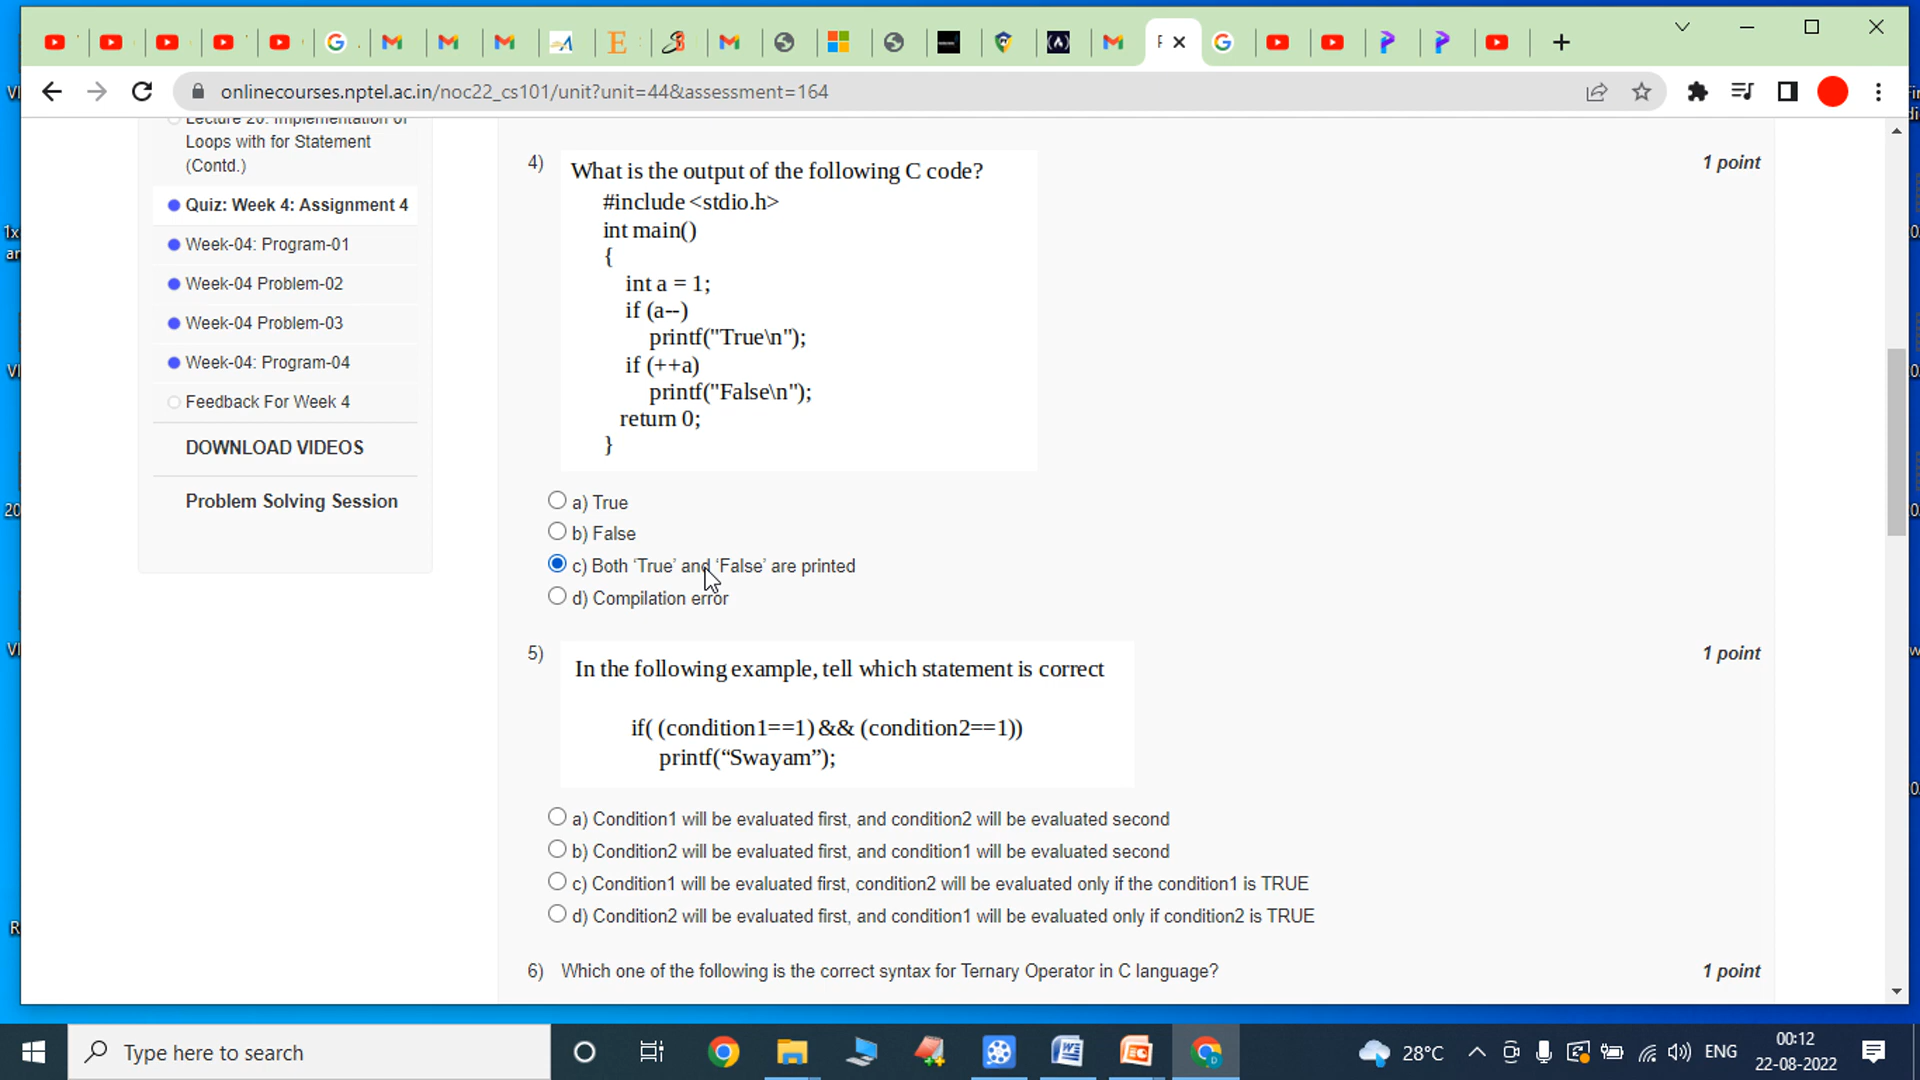 onlinecourses.nptel.ac.in/noc22_cs101/unit?unit=44&assessment=164
Lecture 20: Implementation of
Loops with for Statement
(Contd.)
Quiz: Week 4: Assignment 4
Week-04: Program-01
Week-04 Problem-02
Week-04 Problem-03
Week-04: Program-04
Feedback For Week 4
DOWNLOAD VIDEOS
Problem Solving Session
4) What is the output of the following C code? 1 point
#include <stdio.h>
int main()
{
int a = 1;
if (a--)
printf("True\n");
if (++a)
printf("False\n");
return 0;
}
a) True
b) False
c) Both ‘True’ and ‘False’ are printed
d) Compilation error
5) In the following example, tell which statement is correct 1 point
if( (condition1==1) && (condition2==1))
printf(“Swayam”);
a) Condition1 will be evaluated first, and condition2 will be evaluated second
b) Condition2 will be evaluated first, and condition1 will be evaluated second
c) Condition1 will be evaluated first, condition2 will be evaluated only if the condition1 is TRUE
d) Condition2 will be evaluated first, and condition1 will be evaluated only if condition2 is TRUE
6) Which one of the following is the correct syntax for Ternary Operator in C language? 1 point
Type here to search
28°C
ENG
00:12
22-08-2022